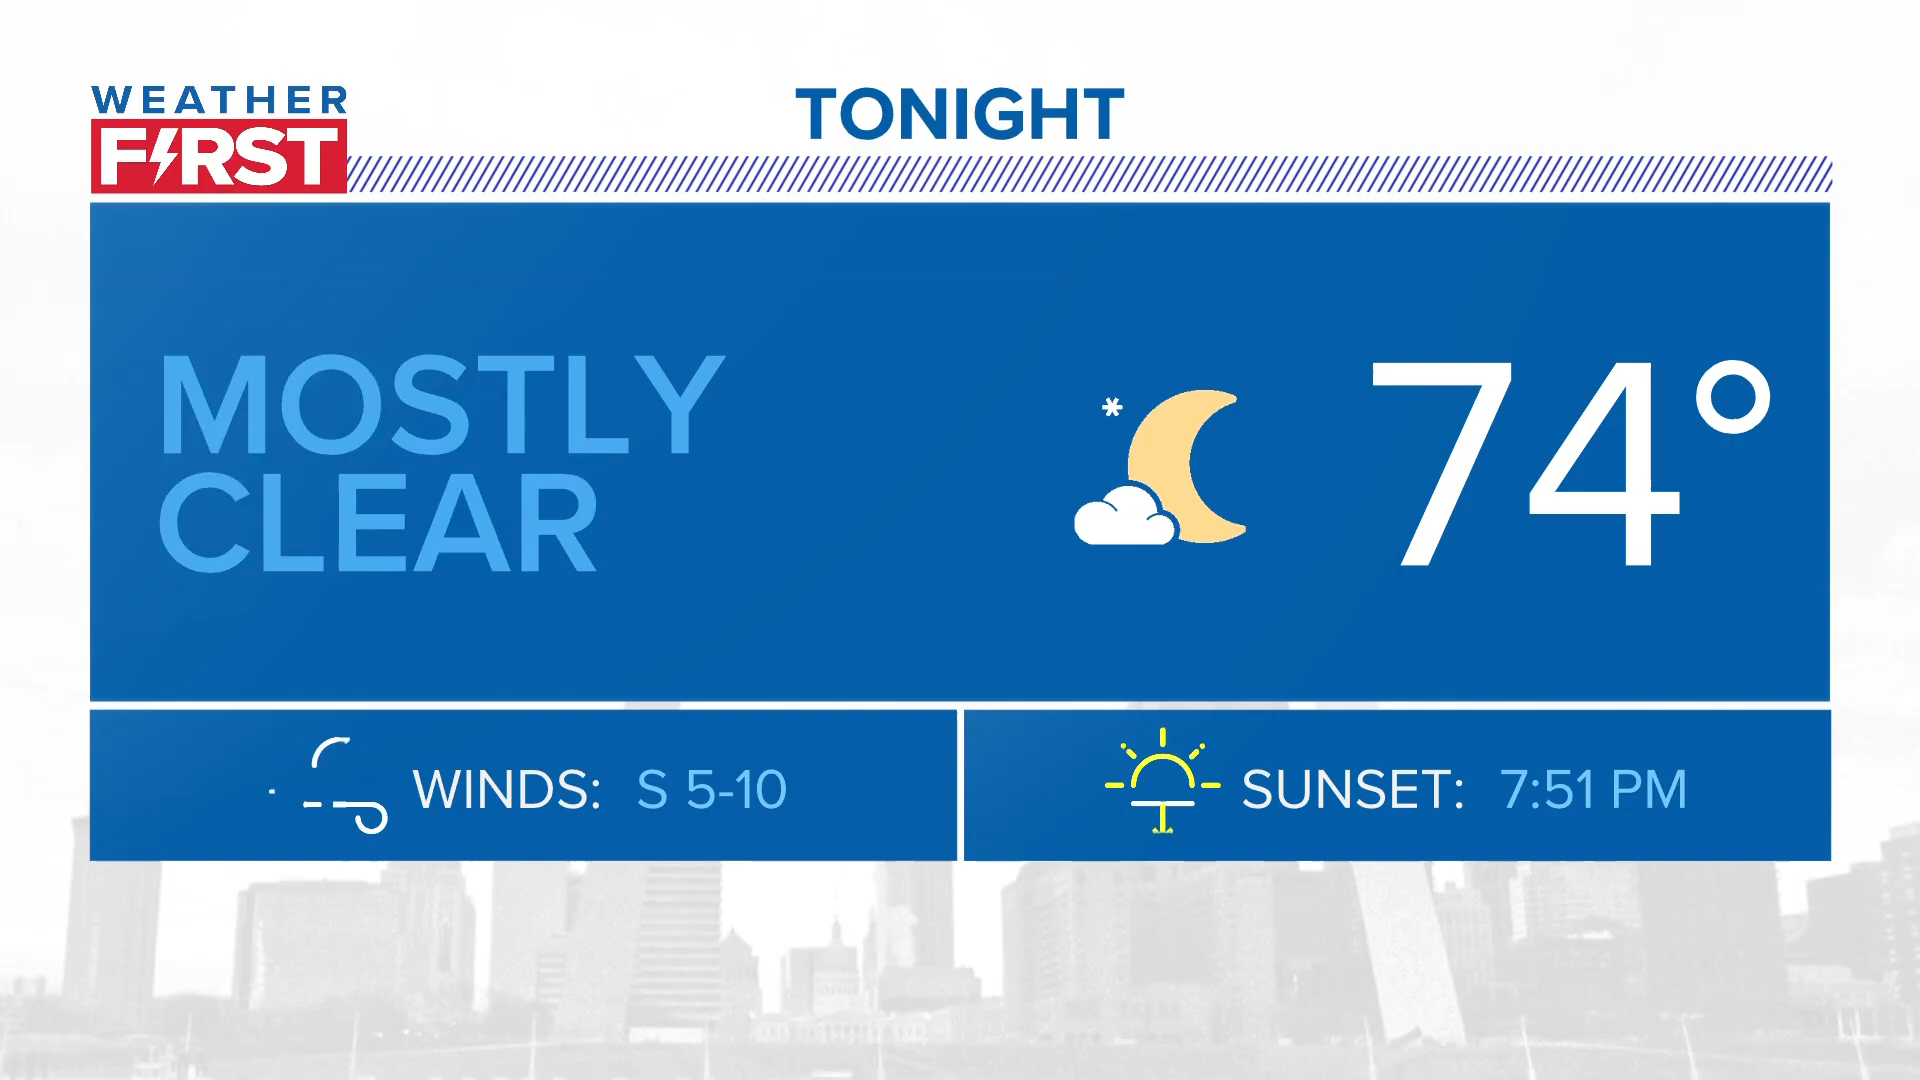 WEATHER
FIRST
TONIGHT
MOSTLY
CLEAR
74°
WINDS: S 5-10
SUNSET: 7:51 PM